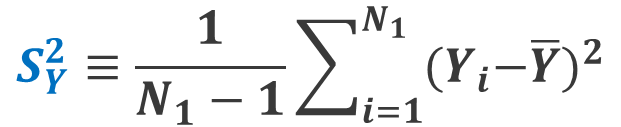 S_Y^2 ≡ \frac{1}{N_1 − 1} \sum_{i=1}^{N_1} (Y_i − \overline{Y})^2